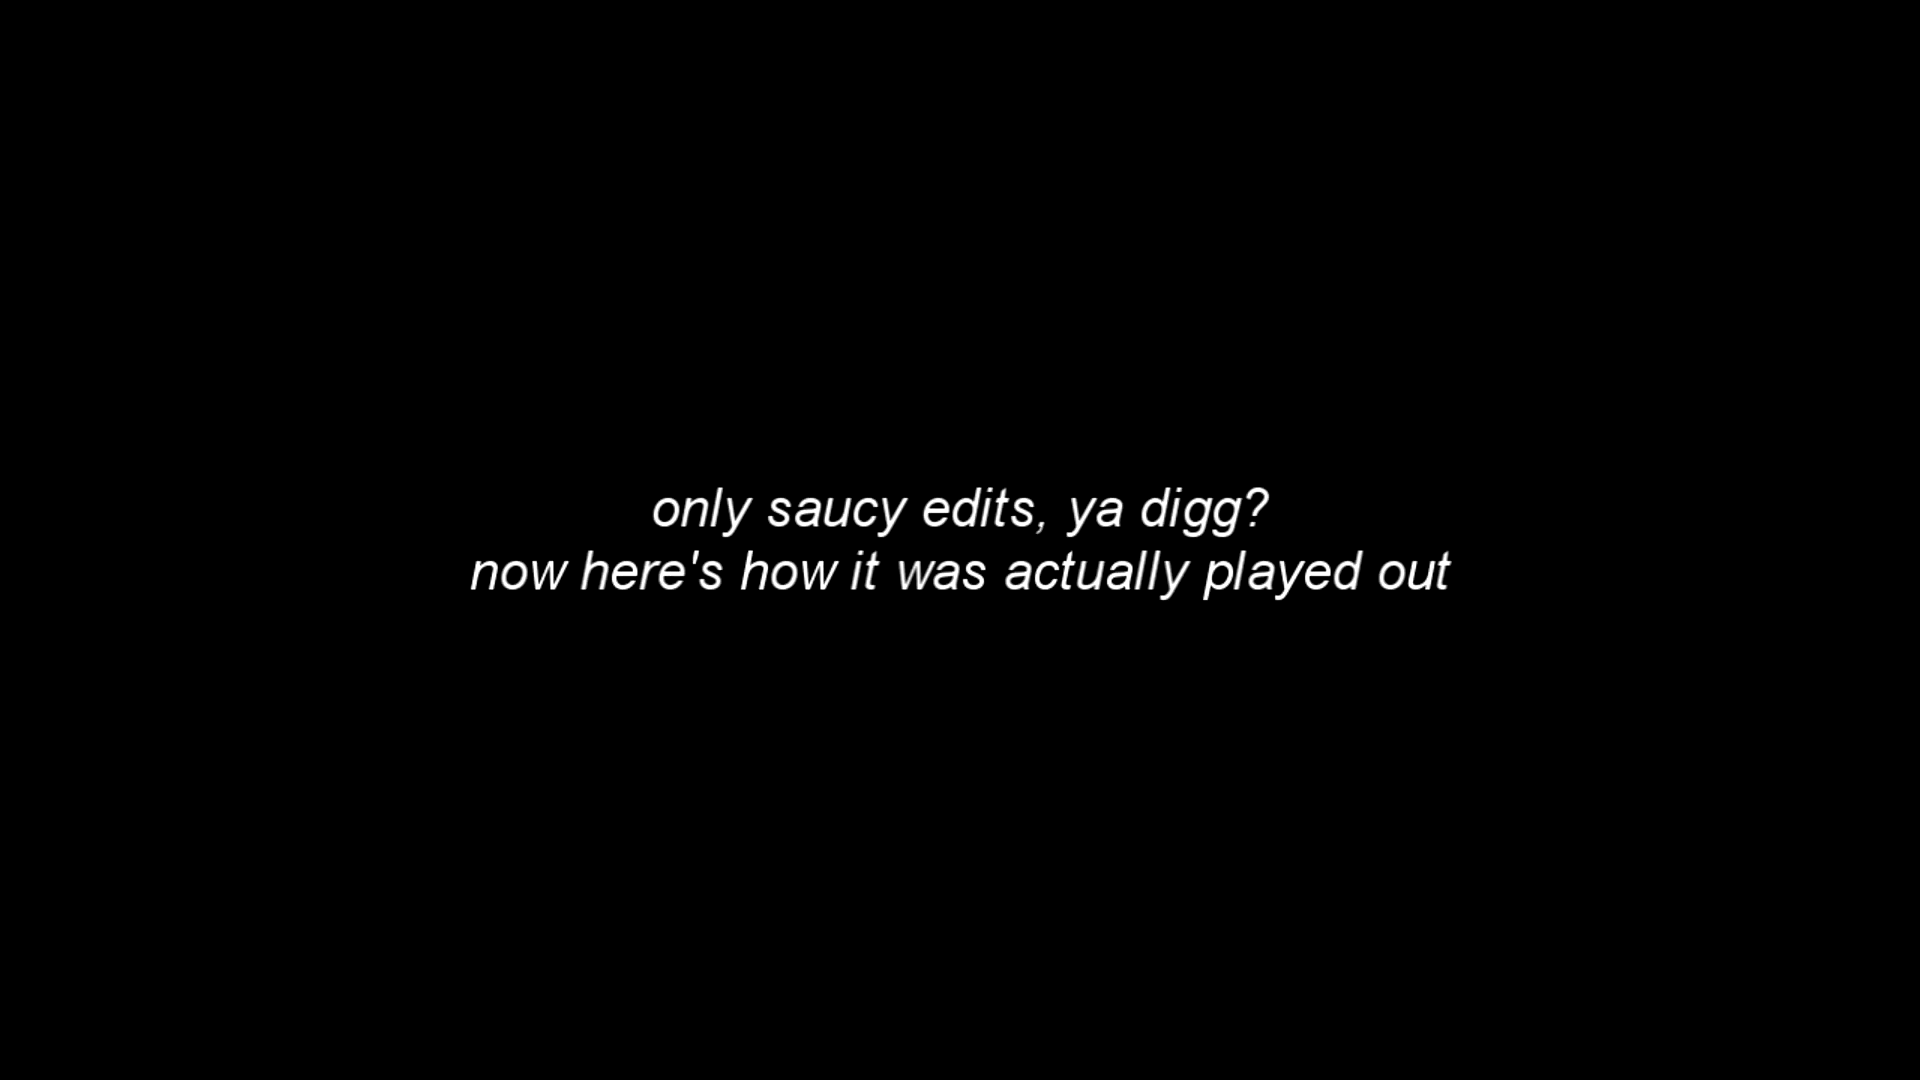 only saucy edits, ya digg?
now here's how it was actually played out